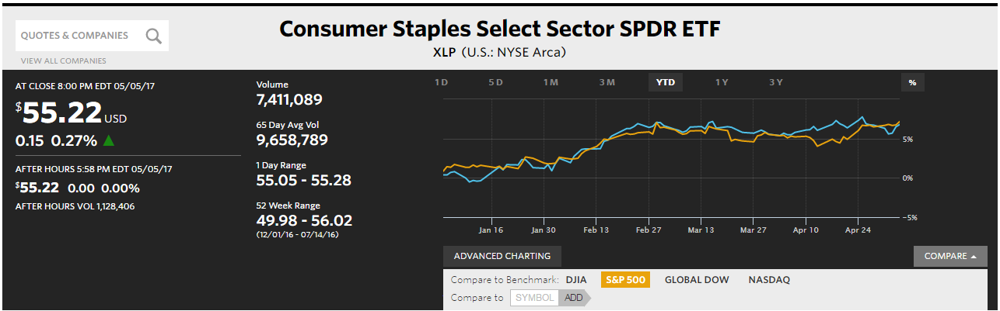 QUOTES & COMPANIES
VIEW ALL COMPANIES
Consumer Staples Select Sector SPDR ETF
XLP (U.S.: NYSE Arca)
AT CLOSE 8:00 PM EDT 05/05/17
$55.22 USD
0.15 0.27%
AFTER HOURS 5:58 PM EDT 05/05/17
$55.22 0.00 0.00%
AFTER HOURS VOL 1,128,406
Volume
7,411,089
65 Day Avg Vol
9,658,789
1 Day Range
55.05 - 55.28
52 Week Range
49.98 - 56.02
(12/01/16 - 07/14/16)
1D 5D 1M 3M YTD 1Y 3Y %
5%
0%
-5%
Jan 16 Jan 30 Feb 13 Feb 27 Mar 13 Mar 27 Apr 10 Apr 24
ADVANCED CHARTING COMPARE
Compare to Benchmark: DJIA S&P 500 GLOBAL DOW NASDAQ
Compare to SYMBOL ADD